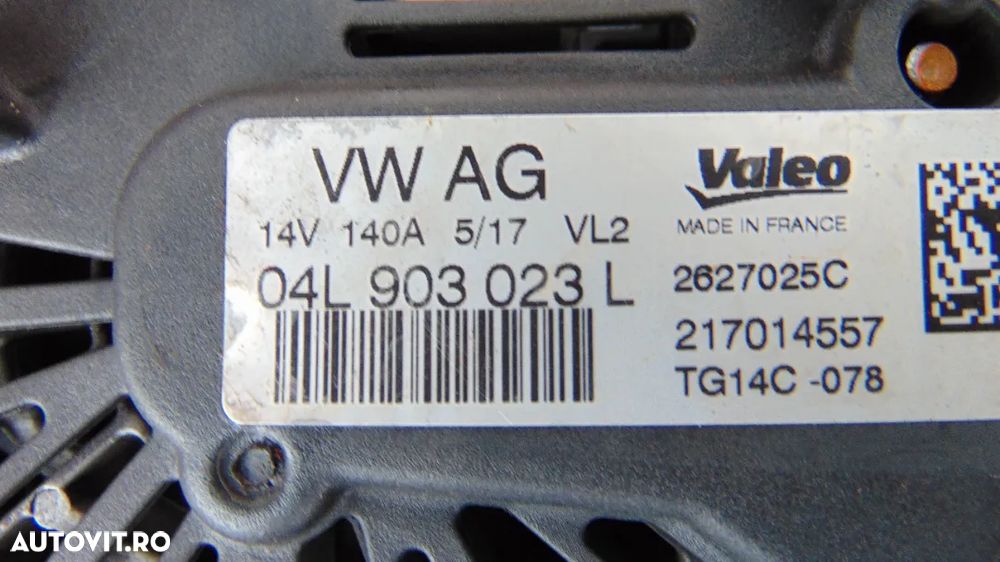 VW AG
14V 140A 5/17 VL2
04L 903 023 L
Valeo
MADE IN FRANCE
2627025C
217014557
TG14C -078
AUTOVIT.RO